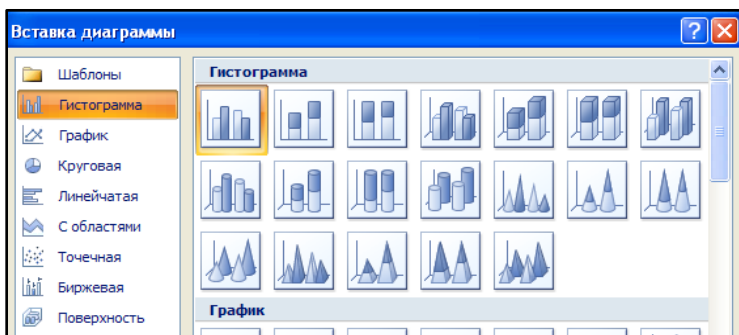 Вставка диаграммы
Шаблоны
Гистограмма
График
Круговая
Линейчатая
С областями
Точечная
Биржевая
Поверхность
Гистограмма
График